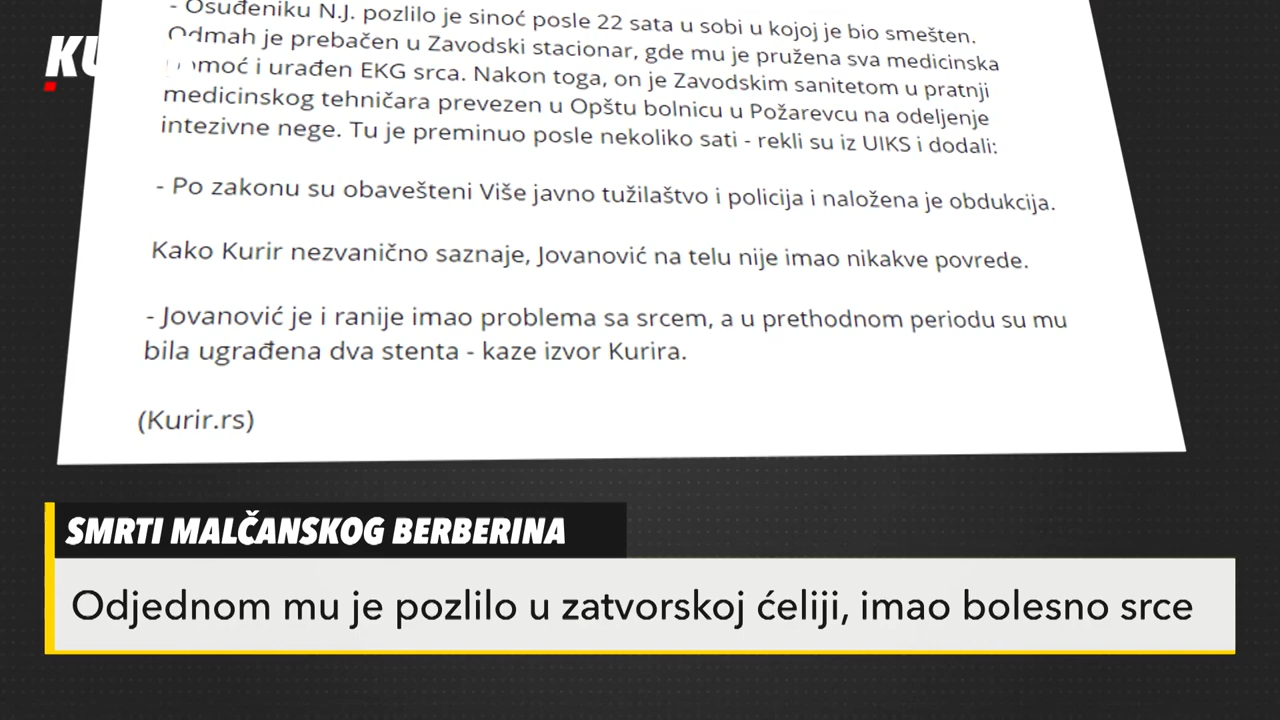 - Osuđeniku N.J. pozlilo je sinoć posle 22 sata u sobi u kojoj je bio smešten.
KU
Odmah je prebačen u Zavodski stacionar, gde mu je pružena sva medicinska
i urađen EKG srca. Nakon toga, on je Zavodskim sanitetom u pratnji
medicinskog tehničara prevezen u Opštu bolnicu u Požarevcu na odeljenje
intezivne nege. Tu je preminuo posle nekoliko sati - rekli su iz UIKS i dodali:
- Po zakonu su obavešteni Više javno tužilaštvo i policija i naložena je obdukcija.
Kako Kurir nezvanično saznaje, Jovanović na telu nije imao nikakve povrede.
- Jovanović je i ranije imao problema sa srcem, a u prethodnom periodu su mu
bila ugrađena dva stenta - kaze izvor Kurira.
(Kurir.rs)
SMRTI MALČANSKOG BERBERINA
Odjednom mu je pozlilo u zatvorskoj ćeliji, imao bolesno srce